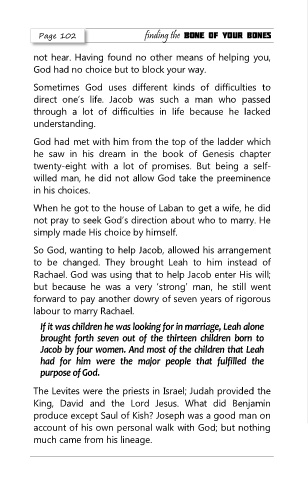 Page 102
finding the BONE OF YOUR BONES
not hear. Having found no other means of helping you,
God had no choice but to block your way.
Sometimes God uses different kinds of difficulties to
direct one's life. Jacob was such a man who passed
through a lot of difficulties in life because he lacked
understanding.
God had met with him from the top of the ladder which
he saw in his dream in the book of Genesis chapter
twenty-eight with a lot of promises. But being a self-
willed man, he did not allow God take the preeminence
in his choices.
When he got to the house of Laban to get a wife, he did
not pray to seek God's direction about who to marry. He
simply made His choice by himself.
So God, wanting to help Jacob, allowed his arrangement
to be changed. They brought Leah to him instead of
Rachael. God was using that to help Jacob enter His will;
but because he was a very 'strong' man, he still went
forward to pay another dowry of seven years of rigorous
labour to marry Rachael.
If it was children he was looking for in marriage, Leah alone
brought forth seven out of the thirteen children born to
Jacob by four women. And most of the children that Leah
had for him were the major people that fulfilled the
purpose of God.
The Levites were the priests in Israel; Judah provided the
King, David and the Lord Jesus. What did Benjamin
produce except Saul of Kish? Joseph was a good man on
account of his own personal walk with God; but nothing
much came from his lineage.